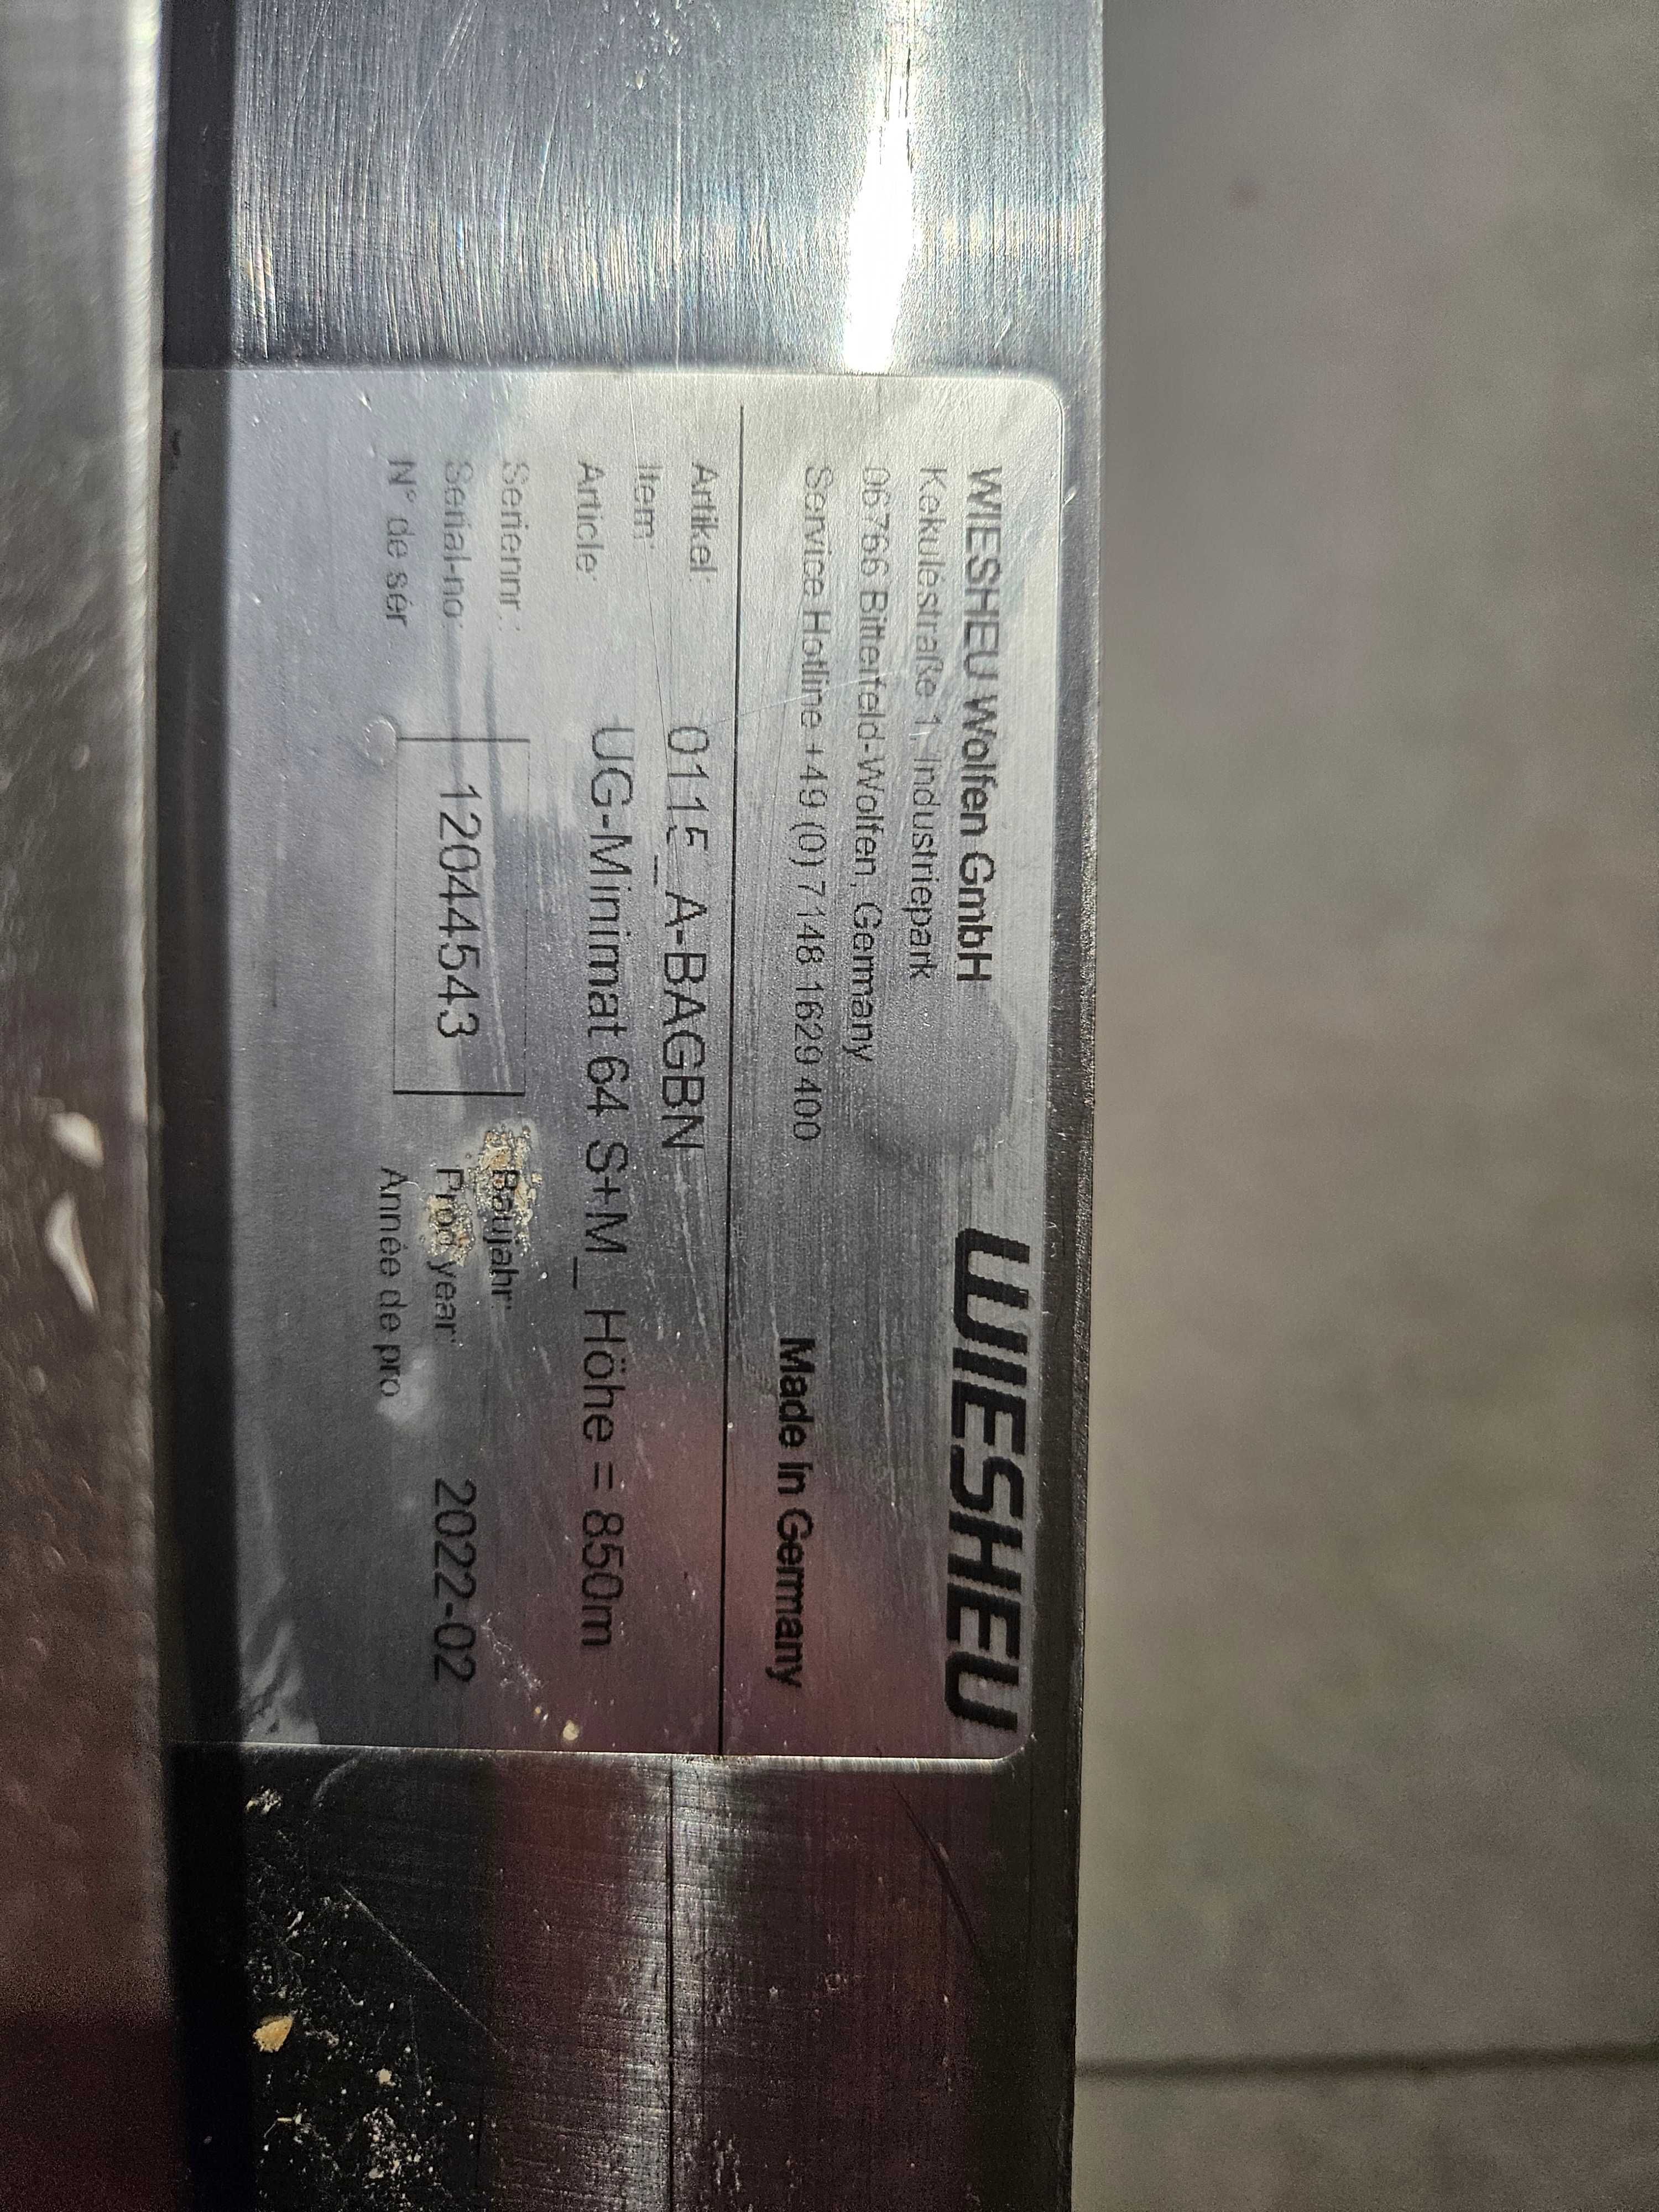 WIESHEU Wolfen GmbH
WIESHEU
Kekuléstraße 1, Industriepark
06766 Bitterfeld-Wolfen, Germany
Service Hotline +49 (0) 7148 1629 400
Made in Germany
Artikel: 0115_A-BAGBN
Item:
Article: UG-Minimat 64 S+M_ Höhe = 850m
Seriennr.: Baujahr:
Serial-no: 12044543 Prod year: 2022-02
N° de sér Année de pro